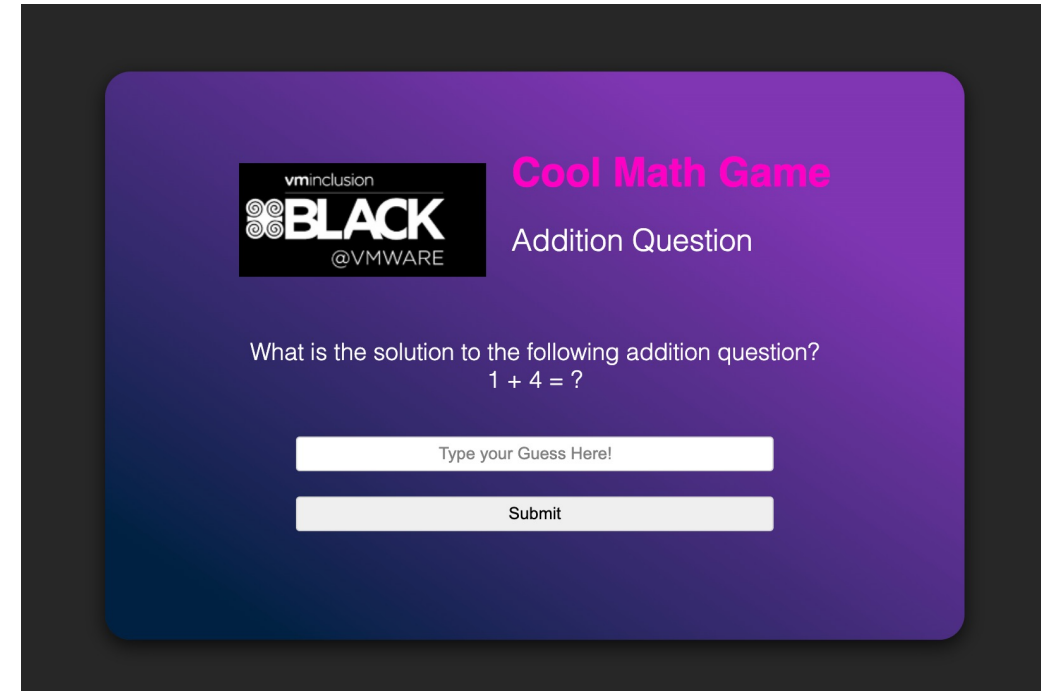 vminclusion
BLACK
@VMWARE
Cool Math Game
Addition Question
What is the solution to the following addition question?
1 + 4 = ?
Type your Guess Here!
Submit